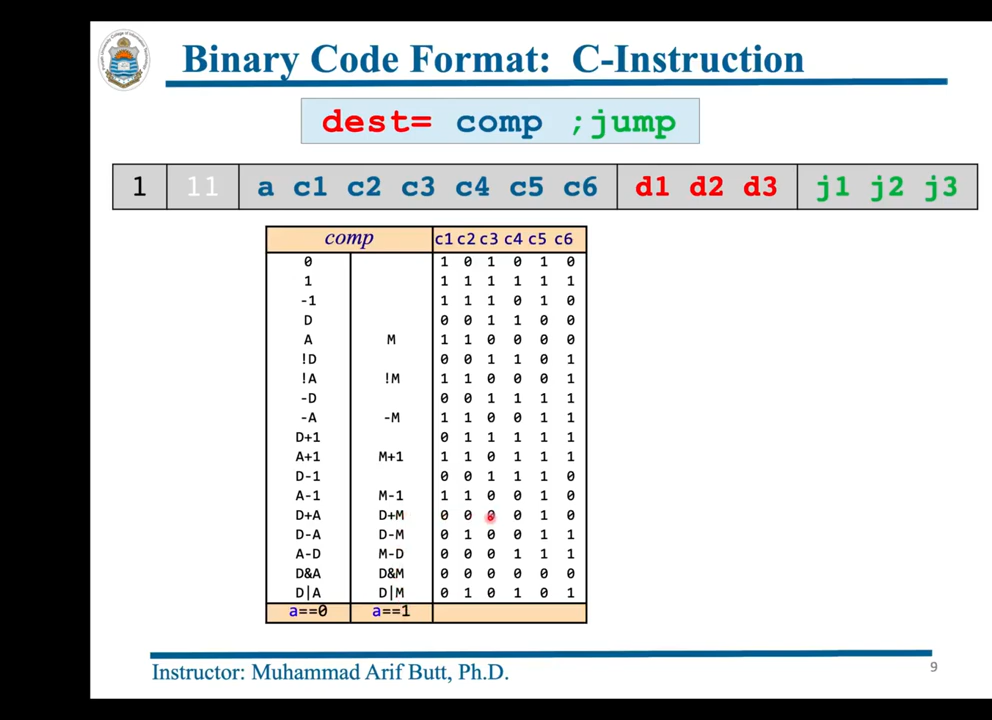 Binary Code Format: C-Instruction
dest= comp ;jump
1 11 a c1 c2 c3 c4 c5 c6 d1 d2 d3 j1 j2 j3
comp c1 c2 c3 c4 c5 c6
0 1 0 1 0 1 0
1 1 1 1 1 1 1
-1 1 1 1 0 1 0
D 0 0 1 1 0 0
A M 1 1 0 0 0 0
!D 0 0 1 1 0 1
!A !M 1 1 0 0 0 1
-D 0 0 1 1 1 1
-A -M 1 1 0 0 1 1
D+1 0 1 1 1 1 1
A+1 M+1 1 1 0 1 1 1
D-1 0 0 1 1 1 0
A-1 M-1 1 1 0 0 1 0
D+A D+M 0 0 0 0 1 0
D-A D-M 0 1 0 0 1 1
A-D M-D 0 0 0 1 1 1
D&A D&M 0 0 0 0 0 0
D|A D|M 0 1 0 1 0 1
a==0 a==1
Instructor: Muhammad Arif Butt, Ph.D.
9